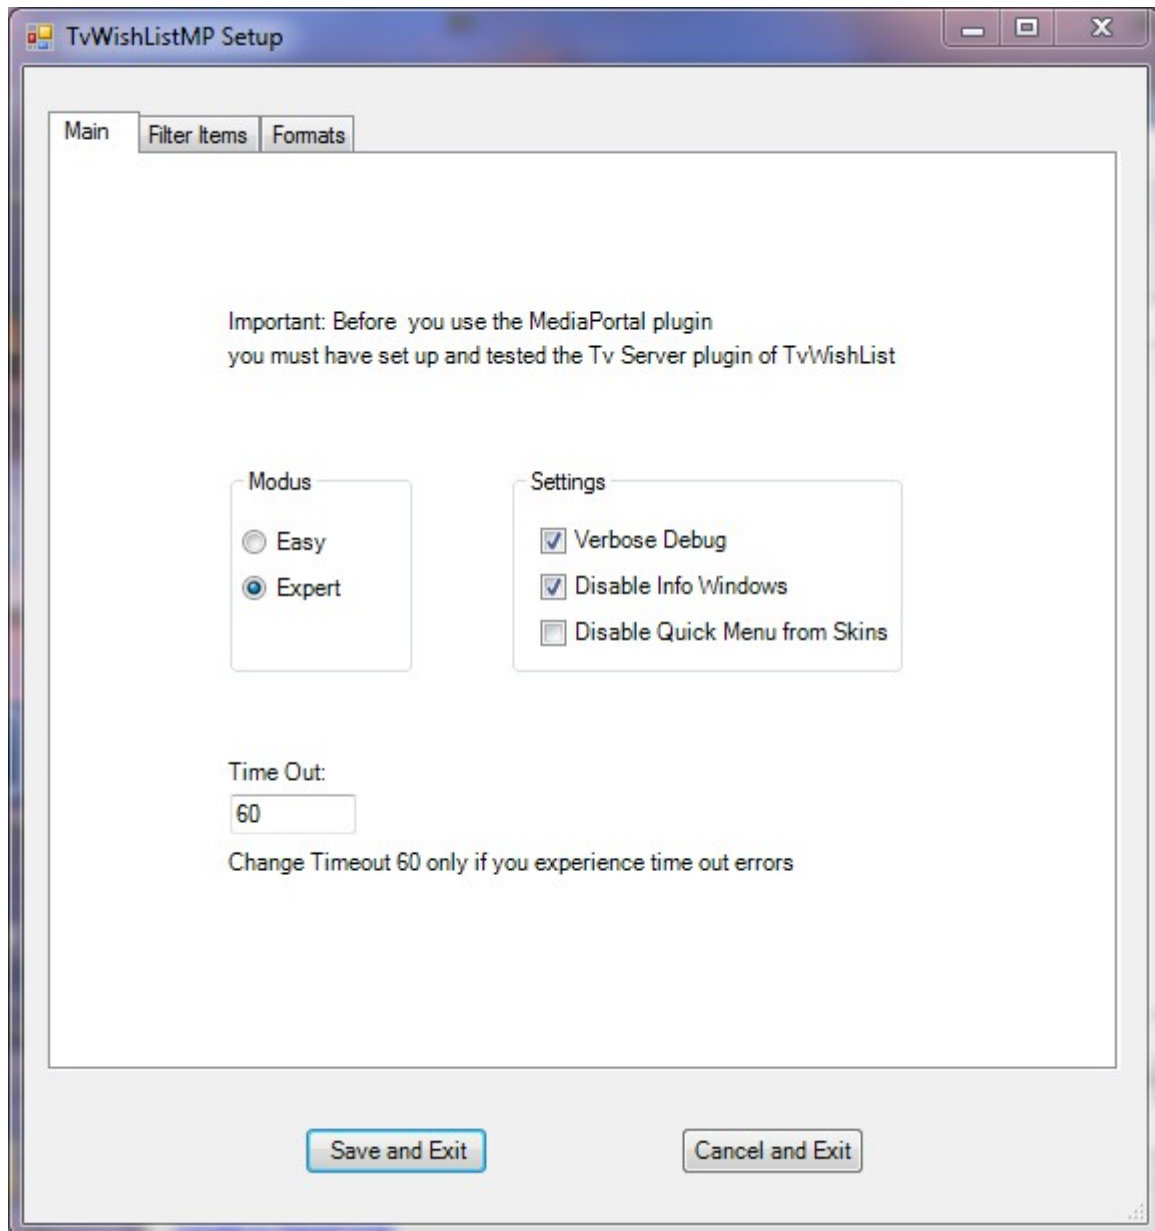 TvWishListMP Setup
Main
Filter Items
Formats
Important: Before  you use the MediaPortal plugin
you must have set up and tested the Tv Server plugin of TvWishList
Modus
Easy
Expert
Settings
Verbose Debug
Disable Info Windows
Disable Quick Menu from Skins
Time Out:
60
Change Timeout 60 only if you experience time out errors
Save and Exit
Cancel and Exit